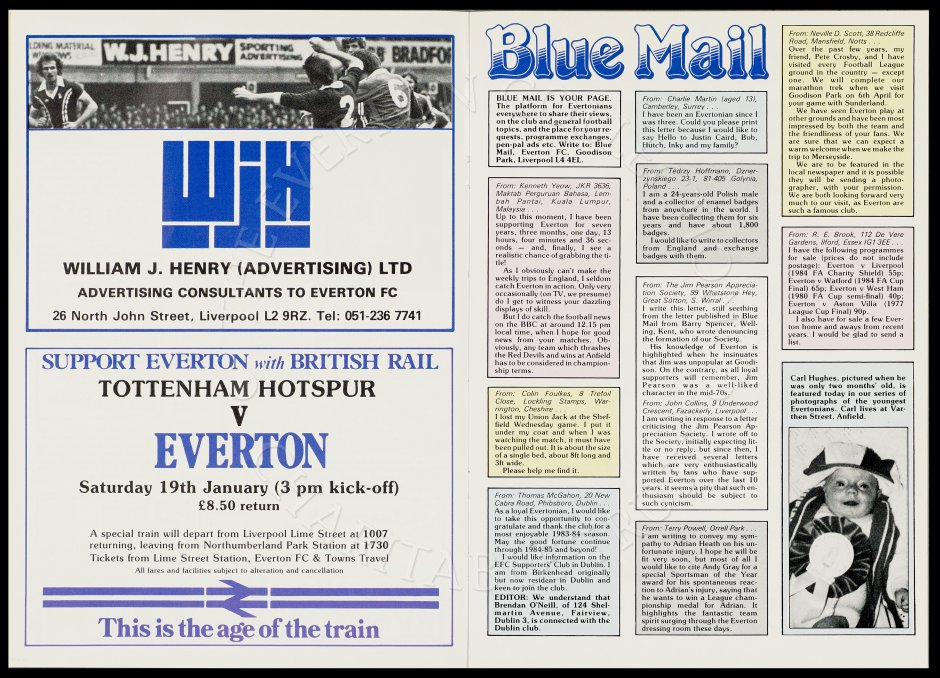 LDING MATERIAL
WINDOWS
W.J. HENRY
SPORTING
ADVERTISING
BRADFO
2
6
WJH
WILLIAM J. HENRY (ADVERTISING) LTD
ADVERTISING CONSULTANTS TO EVERTON FC
26 North John Street, Liverpool L2 9RZ. Tel: 051-236 7741
SUPPORT EVERTON with BRITISH RAIL
TOTTENHAM HOTSPUR
V
EVERTON
Saturday 19th January (3 pm kick-off)
£8.50 return
A special train will depart from Liverpool Lime Street at 1007
returning, leaving from Northumberland Park Station at 1730
Tickets from Lime Street Station, Everton FC & Towns Travel
All fares and facilities subject to alteration and cancellation
This is the age of the train
Blue Mail
BLUE MAIL IS YOUR PAGE.
The platform for Evertonians
everywhere to share their views,
on the club and general football
topics, and the place for your re-
quests, programme exchanges,
pen-pal ads etc. Write to: Blue
Mail, Everton FC, Goodison
Park, Liverpool L4 4EL.
From: Kenneth Yeow, JKR 3636,
Maktab Perguruan Bahasa, Lem-
bah Pantai, Kuala Lumpur,
Malaysia . . .
Up to this moment, I have been
supporting Everton for seven
years, three months, one day, 13
hours, four minutes and 36 sec-
onds — and, finally, I see a
realistic chance of grabbing the ti-
tle!
As I obviously can't make the
weekly trips to England, I seldom
catch Everton in action. Only very
occasionally (on TV, we presume)
do I get to witness your dazzling
displays of skill.
But I do catch the football news
on the BBC at around 12.15 pm
local time, when I hope for good
news from your matches. Ob-
viously, any team which thrashes
the Red Devils and wins at Anfield
has to be considered in champion-
ship terms.
From: Colin Foulkes, 8 Trefoil
Close, Locking Stamps, War-
rington, Cheshire . . .
I lost my Union Jack at the Shef-
field Wednesday game. I put it
under my coat and when I was
watching the match, it must have
been pulled out. It is about the size
of a single bed, about 8ft long and
3ft wide.
Please help me find it.
From: Thomas McGahon, 20 New
Cabra Road, Phibsboro, Dublin . . .
As a loyal Evertonian, I would like
to take this opportunity to con-
gratulate and thank the club for a
most enjoyable 1983-84 season.
May the good fortune continue
through 1984-85 and beyond!
I would like information on the
EFC Supporters' Club in Dublin. I
am from Birkenhead originally
but now resident in Dublin and
keen to join the club.
EDITOR: We understand that
Brendan O'Neill, of 124 Shel-
martin Avenue, Fairview,
Dublin 3, is connected with the
Dublin club.
From: Charlie Martin (aged 13),
Camberley, Surrey . . .
I have been an Evertonian since I
was three. Could you please print
this letter because I would like to
say Hello to Justin Caird, Bob,
Hutch, Inky and my family?
From: Tedrzy Hoffmann, Dzner-
zynskiego 23-1, 81-405 Golynia,
Poland . . .
I am a 24-years-old Polish male
and a collector of enamel badges
from anywhere in the world. I
have been collecting them for six
years and have about 1,800
badges.
I would like to write to collectors
from England and exchange
badges with them.
From: The Jim Pearson Apprecia-
tion Society, 99 Whetstone Hey,
Great Sutton, S. Wirral . . .
I write this letter, still seething
from the letter published in Blue
Mail from Barry Spencer, Well-
ing, Kent, who wrote denouncing
the formation of our Society.
His knowledge of Everton is
highlighted when he insinuates
that Jim was unpopular at Goodi-
son. On the contrary, as all loyal
supporters will remember, Jim
Pearson was a well-liked
character in the mid-70s.
From: John Collins, 9 Underwood
Crescent, Fazackerly, Liverpool . . .
I am writing in response to a letter
criticising the Jim Pearson Ap-
preciation Society. I wrote off to
the Society, initially expecting lit-
tle or no reply, but since then, I
have received several letters
which are very enthusiastically
written by fans who have sup-
ported Everton over the last 10
years. it seems a pity that such en-
thusiasm should be subject to
such cynicism.
From: Terry Powell, Orrell Park . . .
I am writing to convey my sym-
pathy to Adrian Heath on his un-
fortunate injury. I hope he will be
fit very soon, but most of all I
would like to cite Andy Gray for a
special Sportsman of the Year
award for his spontaneous reac-
tion to Adrian's injury, saying that
he wants to win a League cham-
pionship medal for Adrian. It
highlights the fantastic team
spirit surging through the Everton
dressing room these days.
From: Neville D. Scott, 38 Redcliffe
Road, Mansfield, Notts . . .
Over the past few years, my
friend, Pete Crosby, and I have
visited every Football League
ground in the country — except
one. We will complete our
marathon trek when we visit
Goodison Park on 6th April for
your game with Sunderland.
We have seen Everton play at
other grounds and have been most
impressed by both the team and
the friendliness of your fans. We
are sure that we can expect a
warm welcome when we make the
trip to Merseyside.
We are to be featured in the
local newspaper and it is possible
they will be sending a photo-
grapher, with your permission.
We are both looking forward very
much to our visit, as Everton are
such a famous club.
From: R. E. Brook, 112 De Vere
Gardens, Ilford, Essex IG1 3EE . . .
I have the following programmes
for sale (prices do not include
postage): Everton v Liverpool
(1984 FA Charity Shield) 55p;
Everton v Watford (1984 FA Cup
Final) 65p; Everton v West Ham
(1980 FA Cup semi-final) 40p;
Everton v Aston Villa (1977
League Cup Final) 90p.
I also have for sale a few Ever-
ton home and aways from recent
years. I would be glad to send a
list.
Carl Hughes, pictured when he
was only two months' old, is
featured today in our series of
photographs of the youngest
Evertonians. Carl lives at Var-
then Street, Anfield.